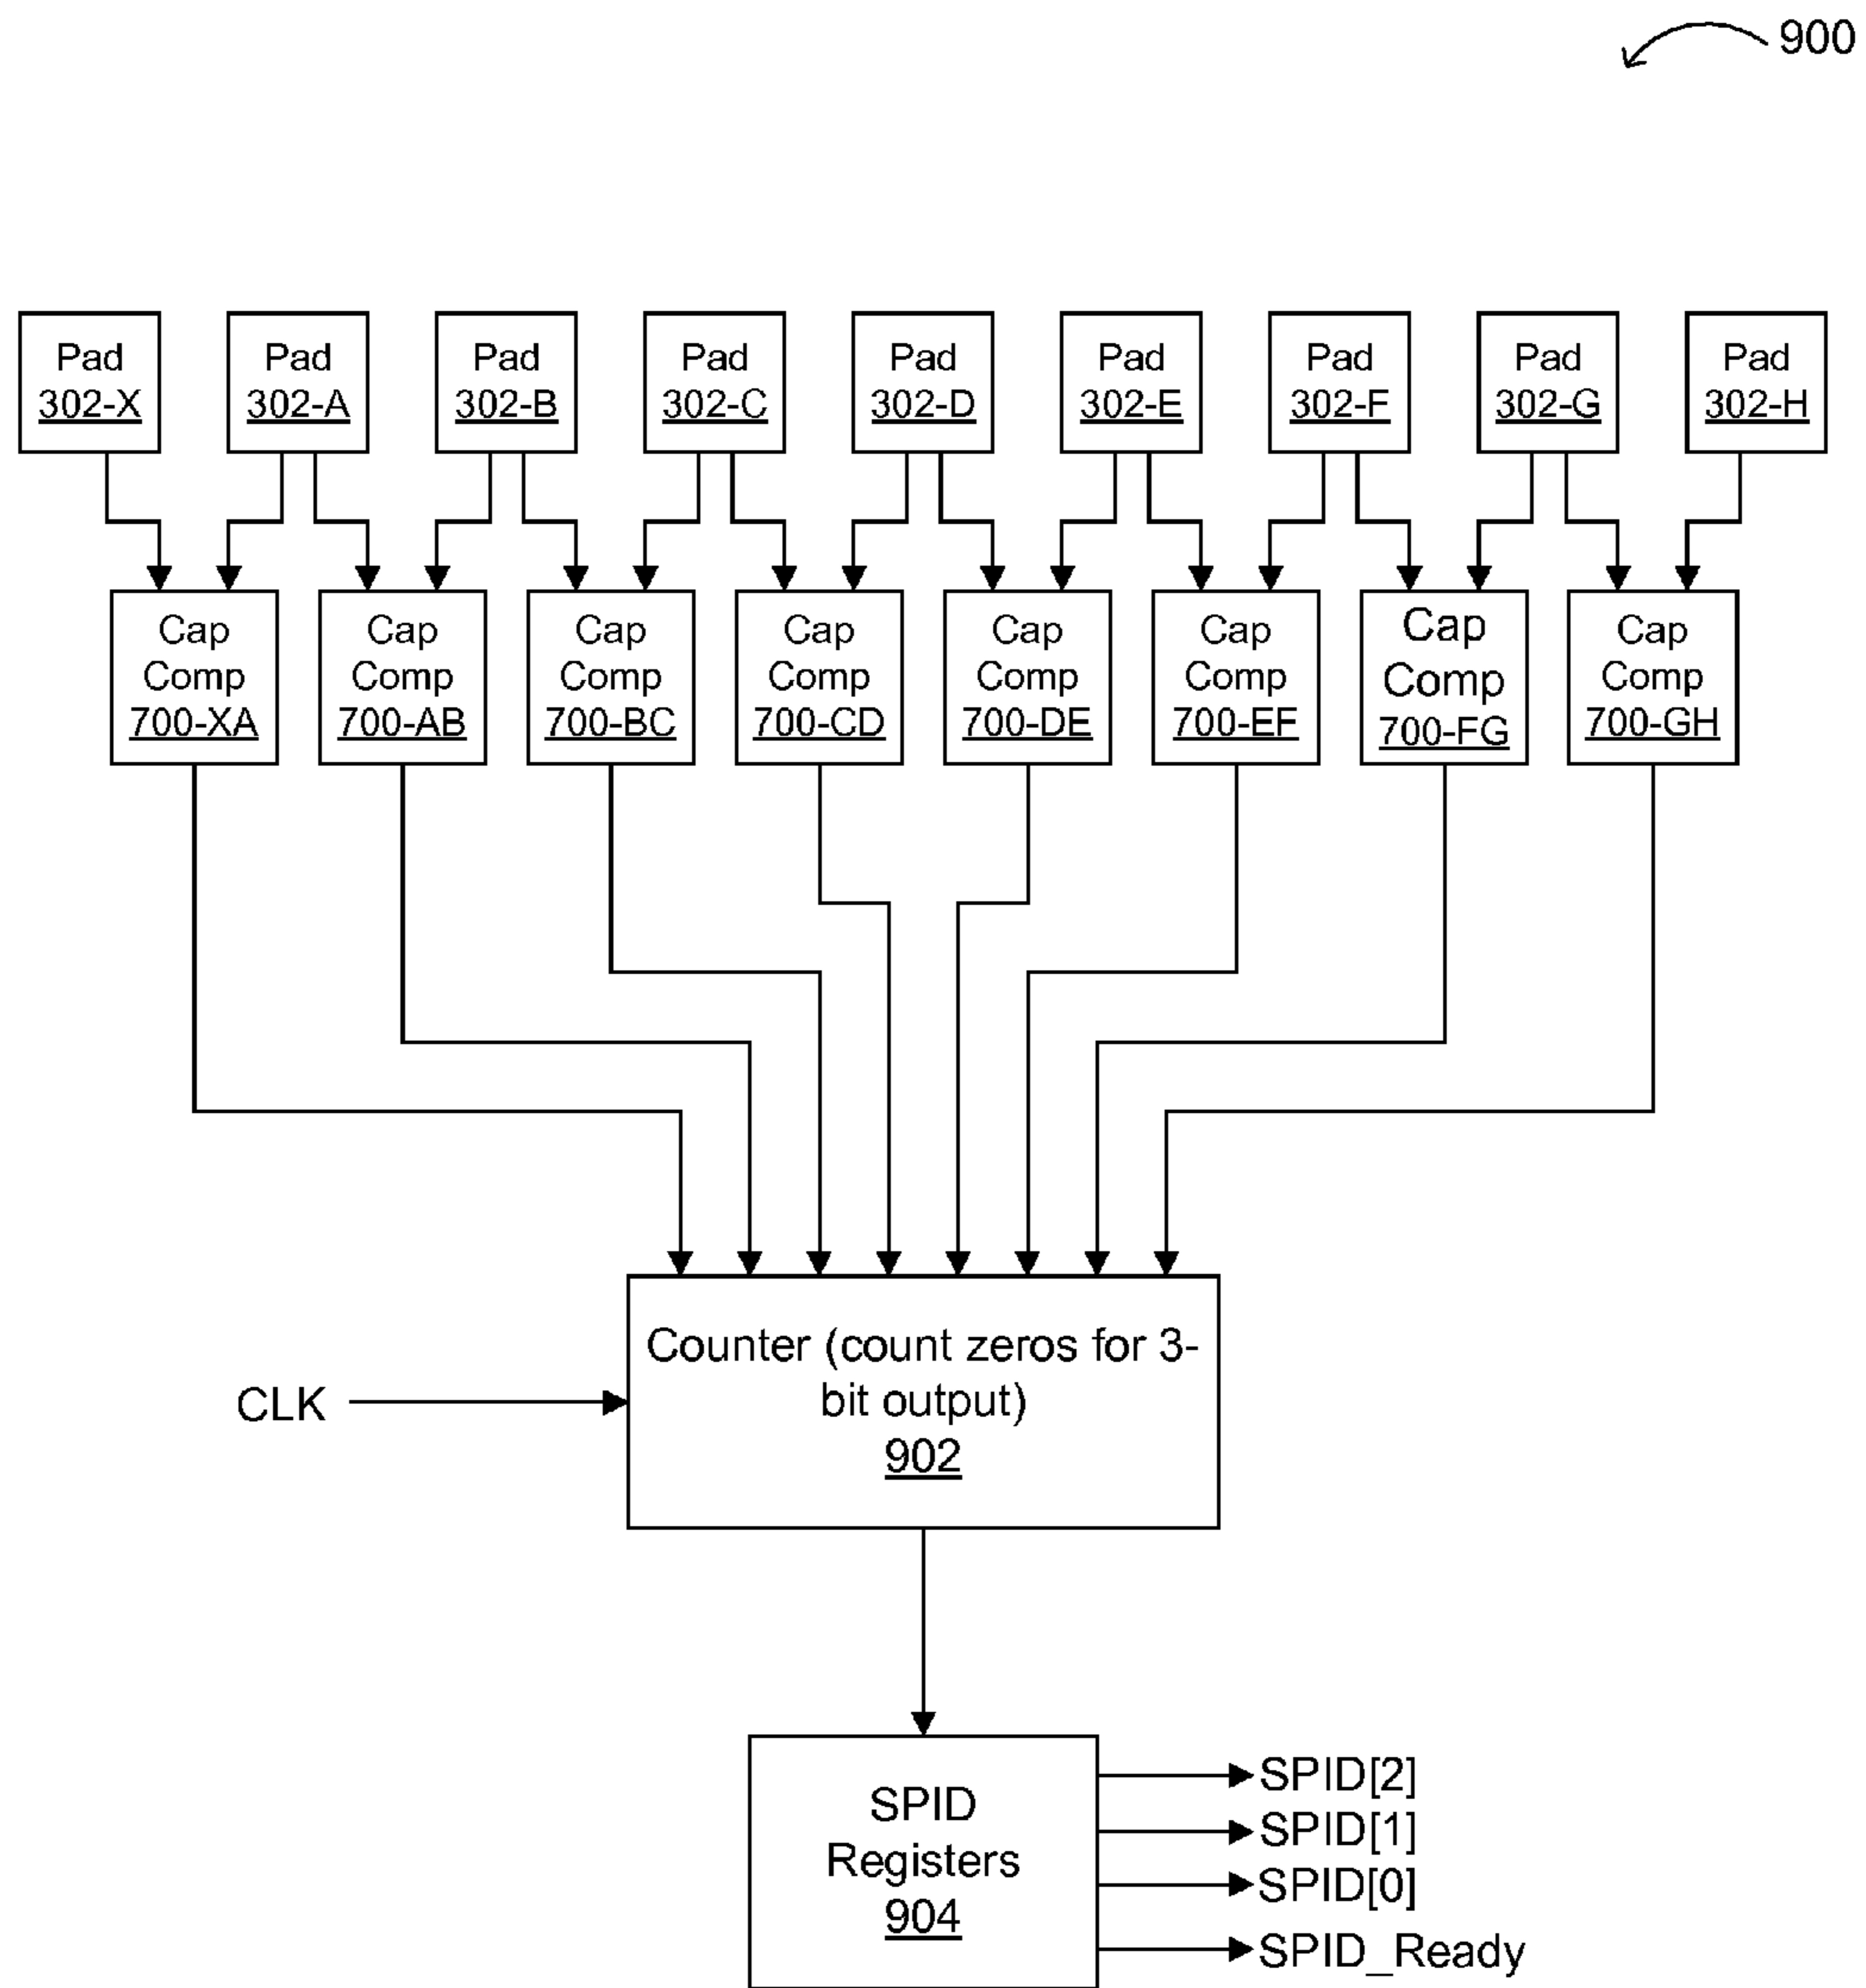 900
Pad
302-X
Pad
302-A
Pad
302-B
Pad
302-C
Pad
302-D
Pad
302-E
Pad
302-F
Pad
302-G
Pad
302-H
Cap
Comp
700-XA
Cap
Comp
700-AB
Cap
Comp
700-BC
Cap
Comp
700-CD
Cap
Comp
700-DE
Cap
Comp
700-EF
Cap
Comp
700-FG
Cap
Comp
700-GH
CLK
Counter (count zeros for 3-
bit output)
902
SPID
Registers
904
SPID[2]
SPID[1]
SPID[0]
SPID_Ready